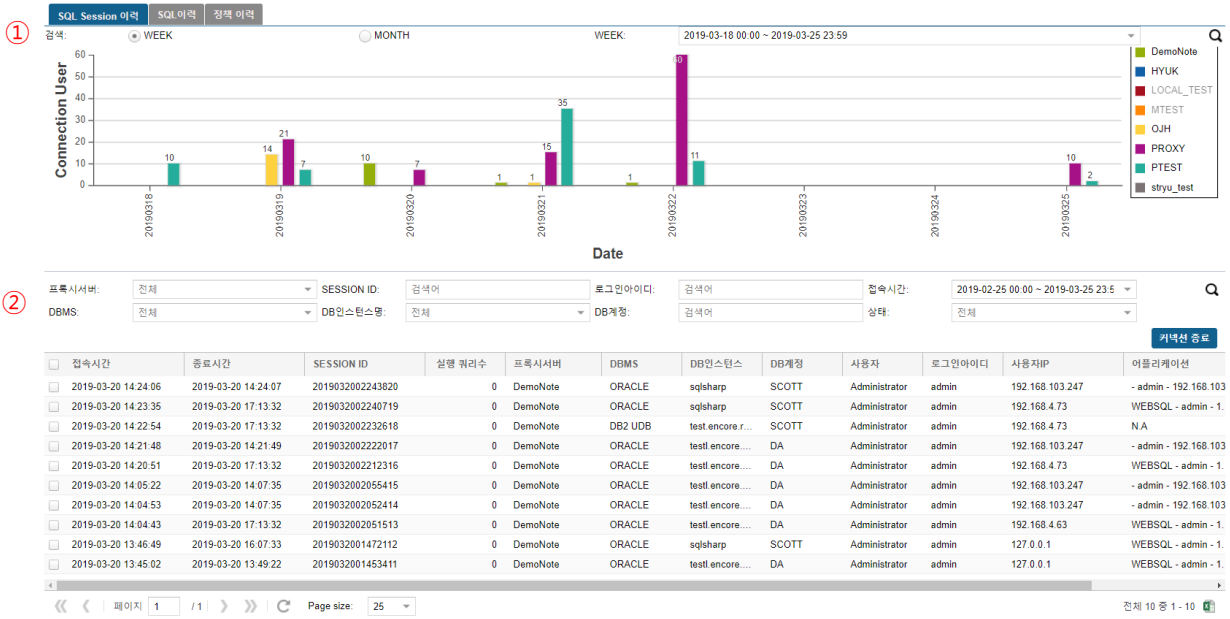 SQL Session 이력 SQL이력 정책 이력
① 검색: WEEK MONTH WEEK: 2019-03-18 00:00 ~ 2019-03-25 23:59
Connection User
60
50
40
30
20
10
0
10
14
21
7
10
7
1
1
15
35
1
60
11
10
2
20190318
20190319
20190320
20190321
20190322
20190323
20190324
20190325
Date
DemoNote
HYUK
LOCAL_TEST
MTEST
OJH
PROXY
PTEST
stryu_test
② 프록시서버: 전체 SESSION ID: 검색어 로그인아이디: 검색어 접속시간: 2019-02-25 00:00 ~ 2019-03-25 23:5
DBMS: 전체 DB인스턴스명: 전체 DB계정: 검색어 상태: 전체
커넥션 종료
접속시간 종료시간 SESSION ID 실행 쿼리수 프록시서버 DBMS DB인스턴스 DB계정 사용자 로그인아이디 사용자IP 어플리케이션
2019-03-20 14:24:06 2019-03-20 14:24:07 2019032002243820 0 DemoNote ORACLE sqlsharp SCOTT Administrator admin 192.168.103.247 - admin - 192.168.103
2019-03-20 14:23:35 2019-03-20 17:13:32 2019032002240719 0 DemoNote ORACLE sqlsharp SCOTT Administrator admin 192.168.4.73 WEBSQL - admin - 1.
2019-03-20 14:22:54 2019-03-20 17:13:32 2019032002232618 0 DemoNote DB2 UDB test.encore.r... SCOTT Administrator admin 192.168.4.73 N.A
2019-03-20 14:21:48 2019-03-20 14:21:49 2019032002222017 0 DemoNote ORACLE testl.encore.... DA Administrator admin 192.168.103.247 - admin - 192.168.103
2019-03-20 14:20:51 2019-03-20 17:13:32 2019032002212316 0 DemoNote ORACLE testl.encore.... DA Administrator admin 192.168.4.73 WEBSQL - admin - 1.
2019-03-20 14:05:22 2019-03-20 14:07:35 2019032002055415 0 DemoNote ORACLE testl.encore.... DA Administrator admin 192.168.103.247 - admin - 192.168.103
2019-03-20 14:04:53 2019-03-20 14:07:35 2019032002052414 0 DemoNote ORACLE testl.encore.... DA Administrator admin 192.168.103.247 - admin - 192.168.103
2019-03-20 14:04:43 2019-03-20 17:13:32 2019032002051513 0 DemoNote ORACLE testl.encore.... DA Administrator admin 192.168.4.63 WEBSQL - admin - 1.
2019-03-20 13:46:49 2019-03-20 16:07:33 2019032001472112 0 DemoNote ORACLE sqlsharp SCOTT Administrator admin 127.0.0.1 WEBSQL - admin - 1.
2019-03-20 13:45:02 2019-03-20 13:49:22 2019032001453411 0 DemoNote ORACLE testl.encore.... DA Administrator admin 127.0.0.1 WEBSQL - admin - 1.
페이지 1 / 1 Page size: 25 전체 10 중 1 - 10